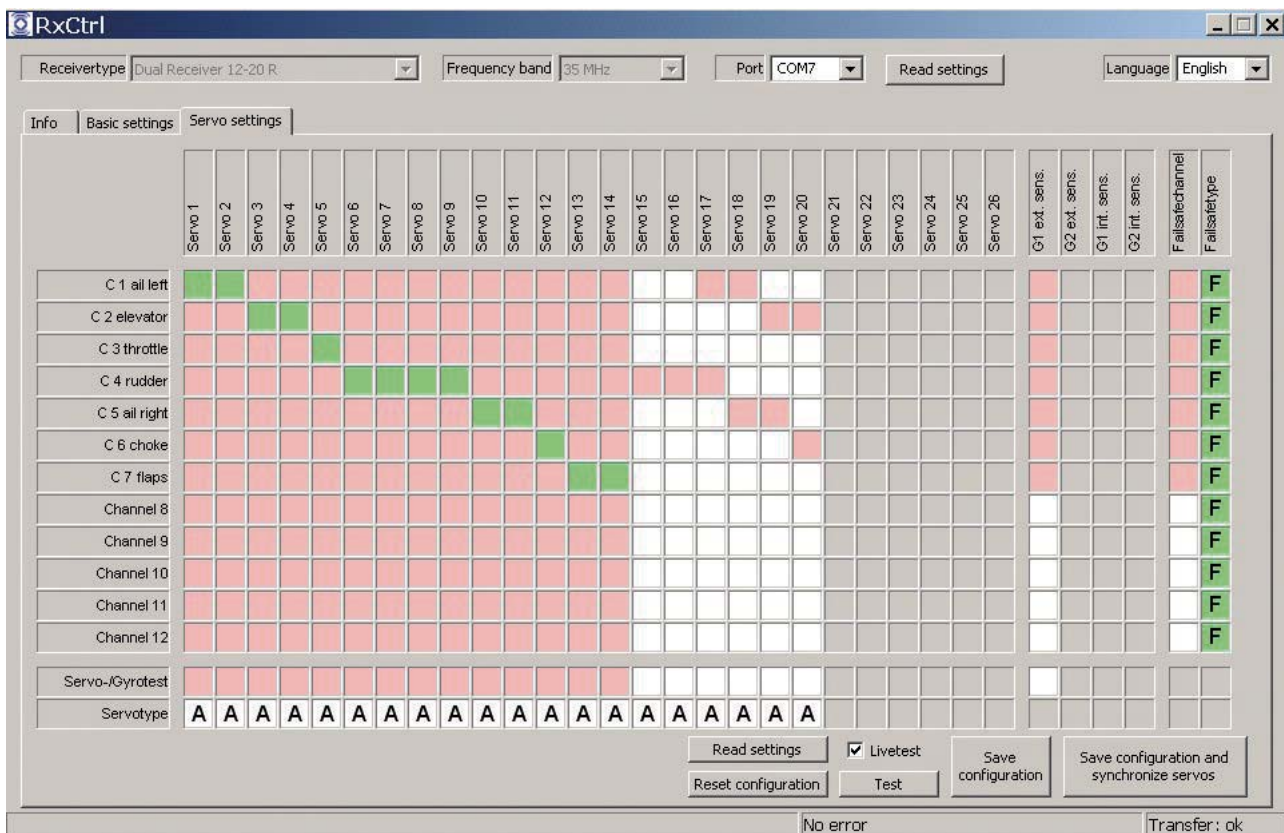 RxCtrl
Receivertype Dual Receiver 12-20 R Frequency band 35 MHz Port COM7 Read settings Language English
Info Basic settings Servo settings
Servo 1 Servo 2 Servo 3 Servo 4 Servo 5 Servo 6 Servo 7 Servo 8 Servo 9 Servo 10 Servo 11 Servo 12 Servo 13 Servo 14 Servo 15 Servo 16 Servo 17 Servo 18 Servo 19 Servo 20 Servo 21 Servo 22 Servo 23 Servo 24 Servo 25 Servo 26 G1 ext. sens. G2 ext. sens. G1 int. sens. G2 int. sens. Failsafechannel Failsafetype
C 1 ail left F
C 2 elevator F
C 3 throttle F
C 4 rudder F
C 5 ail right F
C 6 choke F
C 7 flaps F
Channel 8 F
Channel 9 F
Channel 10 F
Channel 11 F
Channel 12 F
Servo-/Gyrotest
Servotype A A A A A A A A A A A A A A A A A A A A
Read settings Livetest
Reset configuration Test
Save
configuration
Save configuration and
synchronize servos
No error Transfer: ok